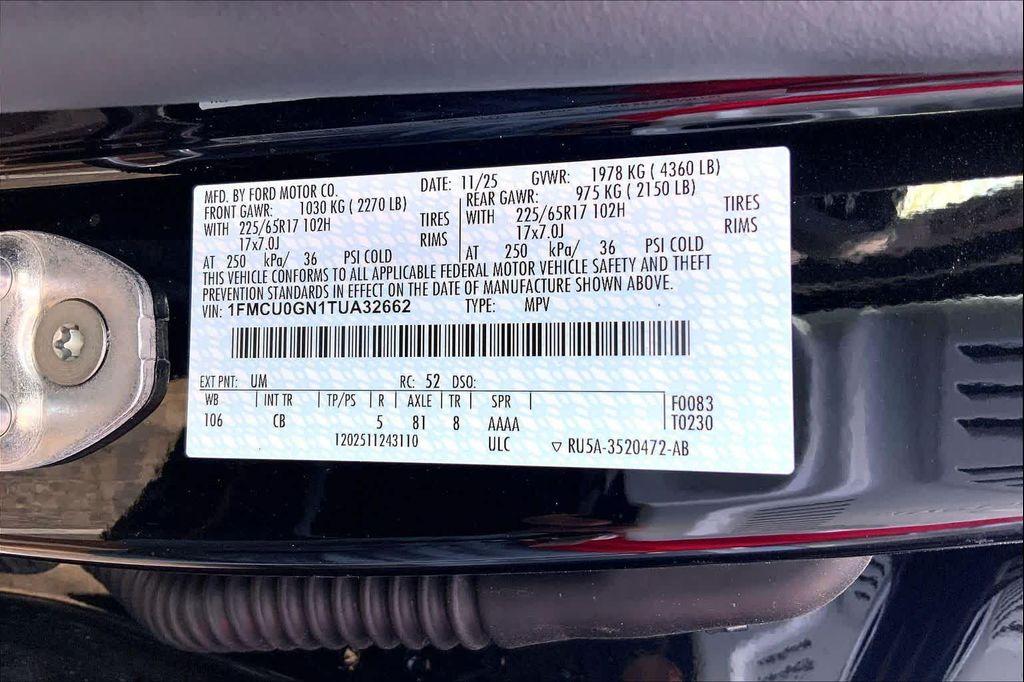 MFD. BY FORD MOTOR CO. DATE: 11/25 GVWR: 1978 KG ( 4360 LB)
FRONT GAWR: 1030 KG ( 2270 LB) REAR GAWR: 975 KG ( 2150 LB)
WITH 225/65R17 102H TIRES WITH 225/65R17 102H TIRES
17x7.0J RIMS 17x7.0J RIMS
AT 250 kPa/ 36 PSI COLD AT 250 kPa/ 36 PSI COLD
THIS VEHICLE CONFORMS TO ALL APPLICABLE FEDERAL MOTOR VEHICLE SAFETY AND THEFT
PREVENTION STANDARDS IN EFFECT ON THE DATE OF MANUFACTURE SHOWN ABOVE.
VIN: 1FMCU0GN1TUA32662 TYPE: MPV
EXT PNT: UM RC: 52 DSO:
WB INT TR TP/PS R AXLE TR SPR F0083
106 CB 5 81 8 AAAA T0230
1202511243110 ULC ▽ RU5A-3520472-AB